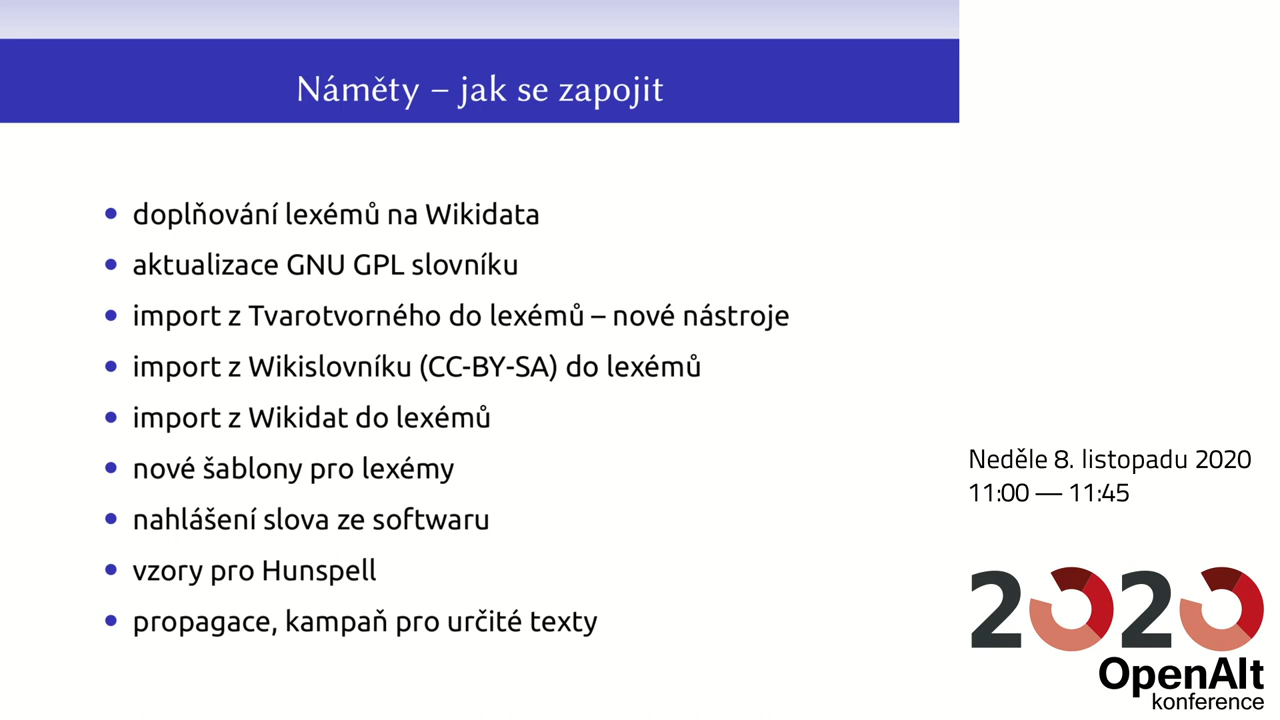 Náměty – jak se zapojit
doplňování lexémů na Wikidata
aktualizace GNU GPL slovníku
import z Tvarotvorného do lexémů – nové nástroje
import z Wikislovníku (CC-BY-SA) do lexémů
import z Wikidat do lexémů
nové šablony pro lexémy
nahlášení slova ze softwaru
vzory pro Hunspell
propagace, kampaň pro určité texty
Neděle 8. listopadu 2020
11:00 — 11:45
2020
OpenAlt
konference